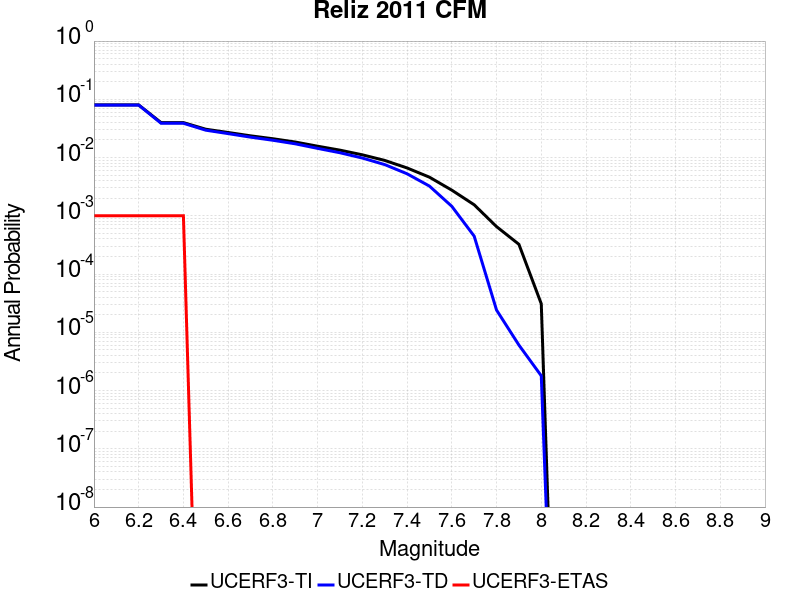 Reliz 2011 CFM
10^0
10^-1
10^-2
10^-3
10^-4
10^-5
10^-6
10^-7
10^-8
Annual Probability
6 6.2 6.4 6.6 6.8 7 7.2 7.4 7.6 7.8 8 8.2 8.4 8.6 8.8 9
Magnitude
UCERF3-TI UCERF3-TD UCERF3-ETAS